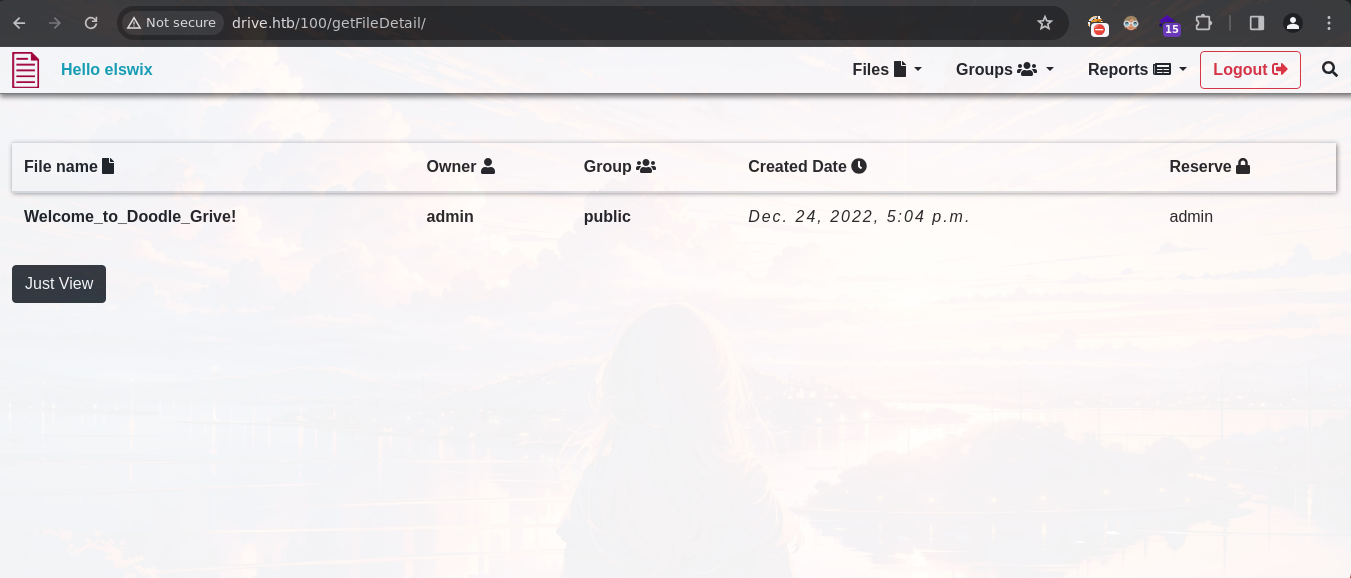 Not secure drive.htb/100/getFileDetail/ 15
Hello elswix Files Groups Reports Logout
File name Owner Group Created Date Reserve
Welcome_to_Doodle_Grive! admin public Dec. 24, 2022, 5:04 p.m. admin
Just View